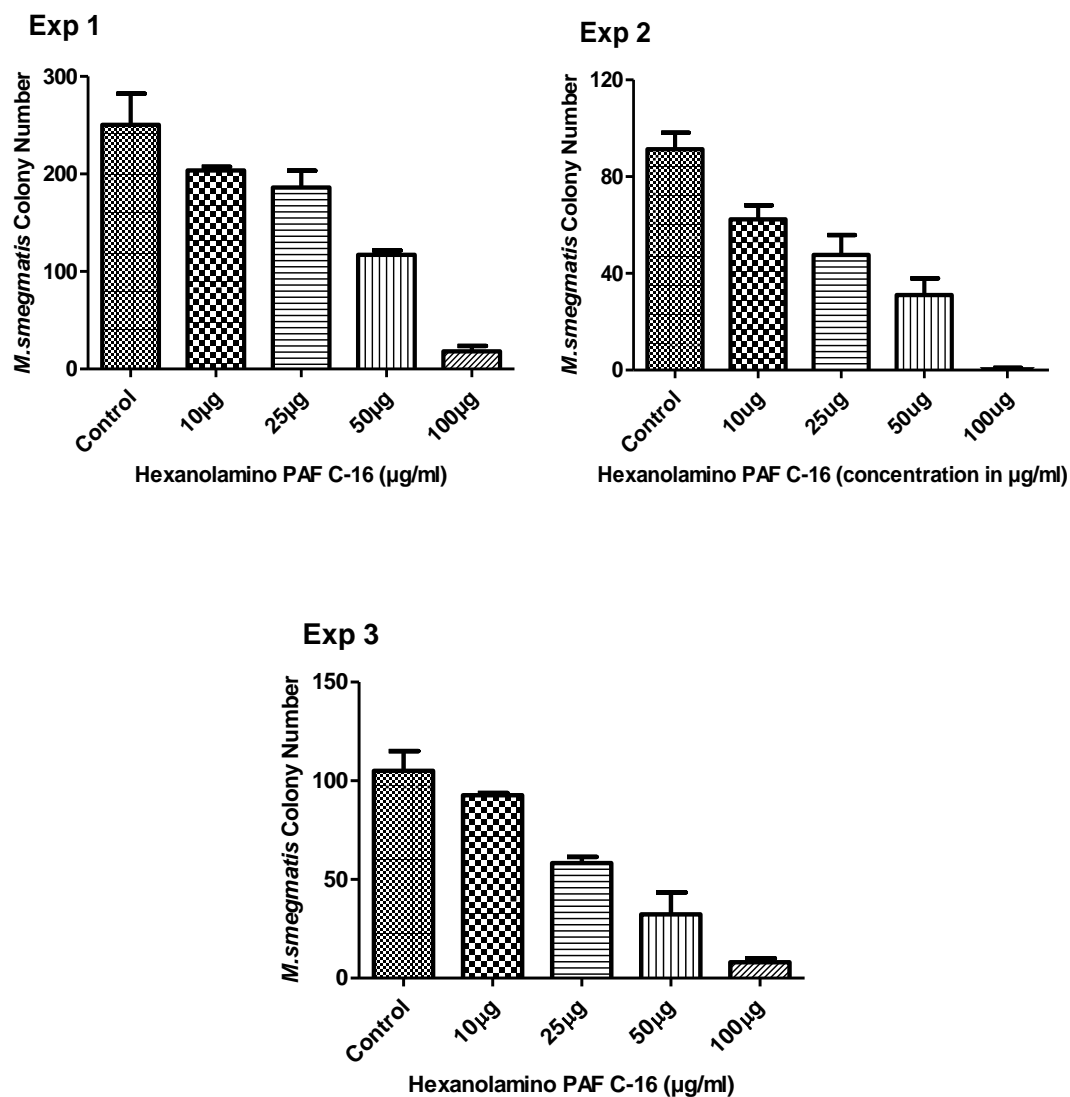 Exp 1
M.smegmatis Colony Number
300
200
100
0
Control
10µg
25µg
50µg
100µg
Hexanolamino PAF C-16 (µg/ml)
Exp 2
M.smegmatis Colony Number
120
80
40
0
Control
10ug
25ug
50ug
100ug
Hexanolamino PAF C-16 (concentration in µg/ml)
Exp 3
M.smegmatis Colony Number
150
100
50
0
Control
10µg
25µg
50µg
100µg
Hexanolamino PAF C-16 (µg/ml)